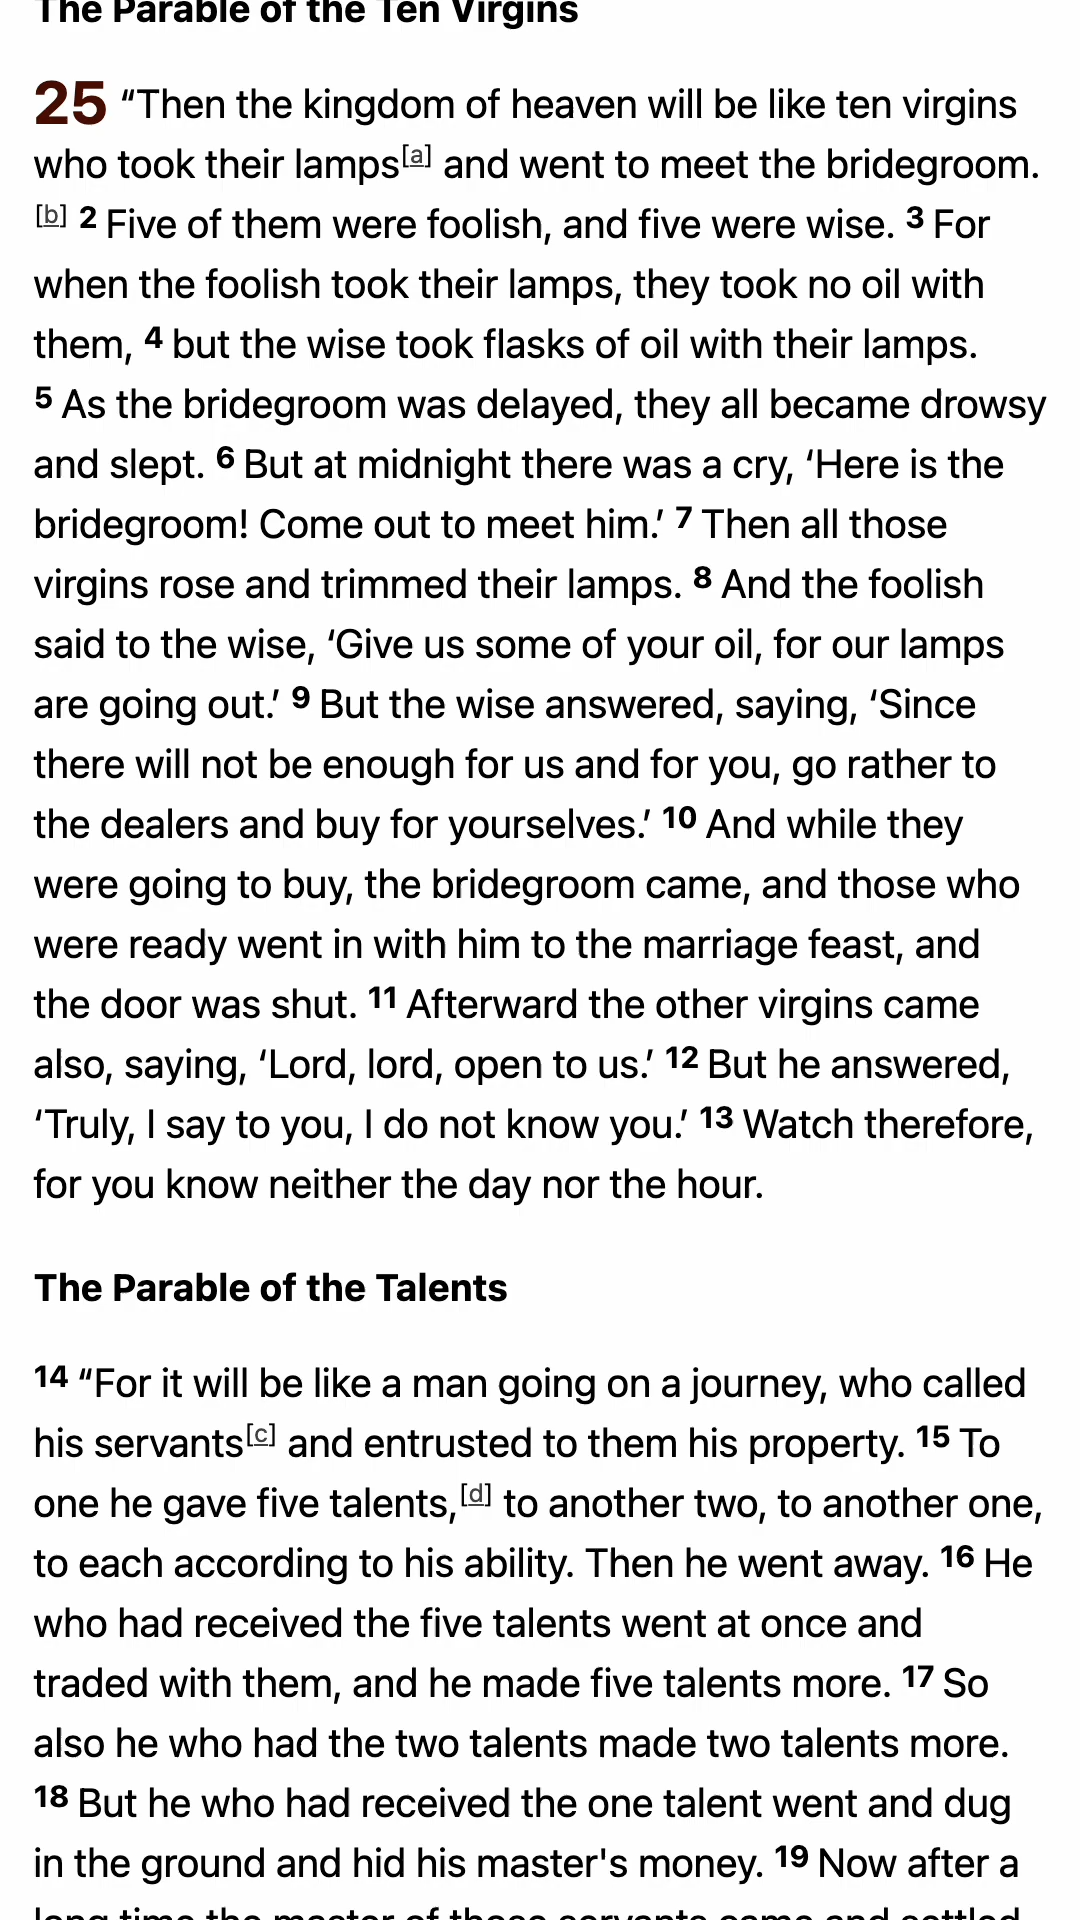 The Parable of the Ten Virgins
25 “Then the kingdom of heaven will be like ten virgins
who took their lamps[a] and went to meet the bridegroom.
[b] 2 Five of them were foolish, and five were wise. 3 For
when the foolish took their lamps, they took no oil with
them, 4 but the wise took flasks of oil with their lamps.
5 As the bridegroom was delayed, they all became drowsy
and slept. 6 But at midnight there was a cry, ‘Here is the
bridegroom! Come out to meet him.’ 7 Then all those
virgins rose and trimmed their lamps. 8 And the foolish
said to the wise, ‘Give us some of your oil, for our lamps
are going out.’ 9 But the wise answered, saying, ‘Since
there will not be enough for us and for you, go rather to
the dealers and buy for yourselves.’ 10 And while they
were going to buy, the bridegroom came, and those who
were ready went in with him to the marriage feast, and
the door was shut. 11 Afterward the other virgins came
also, saying, ‘Lord, lord, open to us.’ 12 But he answered,
‘Truly, I say to you, I do not know you.’ 13 Watch therefore,
for you know neither the day nor the hour.
The Parable of the Talents
14 “For it will be like a man going on a journey, who called
his servants[c] and entrusted to them his property. 15 To
one he gave five talents,[d] to another two, to another one,
to each according to his ability. Then he went away. 16 He
who had received the five talents went at once and
traded with them, and he made five talents more. 17 So
also he who had the two talents made two talents more.
18 But he who had received the one talent went and dug
in the ground and hid his master's money. 19 Now after a
long time the master of those servants came and settled